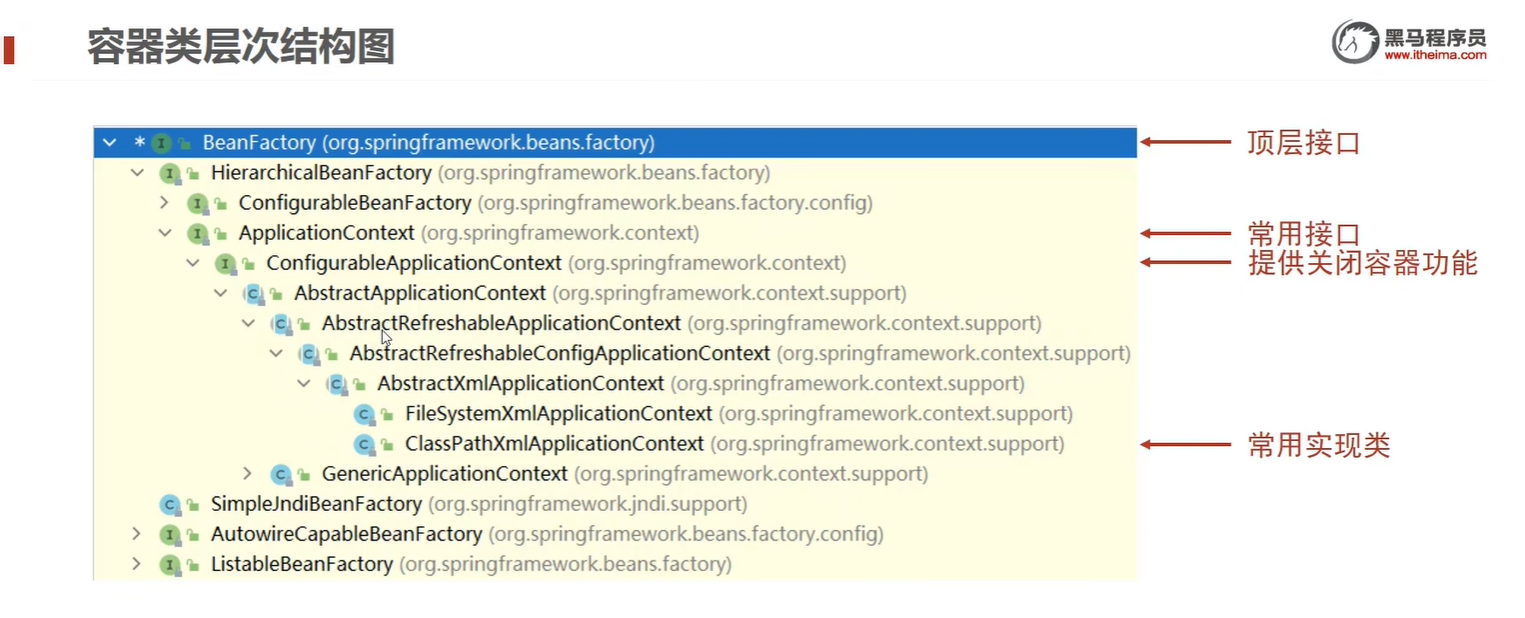 容器类层次结构图
黑马程序员
www.itheima.com
* I BeanFactory (org.springframework.beans.factory)
顶层接口
I HierarchicalBeanFactory (org.springframework.beans.factory)
I ConfigurableBeanFactory (org.springframework.beans.factory.config)
I ApplicationContext (org.springframework.context)
常用接口
I ConfigurableApplicationContext (org.springframework.context)
提供关闭容器功能
C AbstractApplicationContext (org.springframework.context.support)
C AbstractRefreshableApplicationContext (org.springframework.context.support)
C AbstractRefreshableConfigApplicationContext (org.springframework.context.support)
C AbstractXmlApplicationContext (org.springframework.context.support)
C FileSystemXmlApplicationContext (org.springframework.context.support)
C ClassPathXmlApplicationContext (org.springframework.context.support)
常用实现类
C GenericApplicationContext (org.springframework.context.support)
C SimpleJndiBeanFactory (org.springframework.jndi.support)
I AutowireCapableBeanFactory (org.springframework.beans.factory.config)
I ListableBeanFactory (org.springframework.beans.factory)